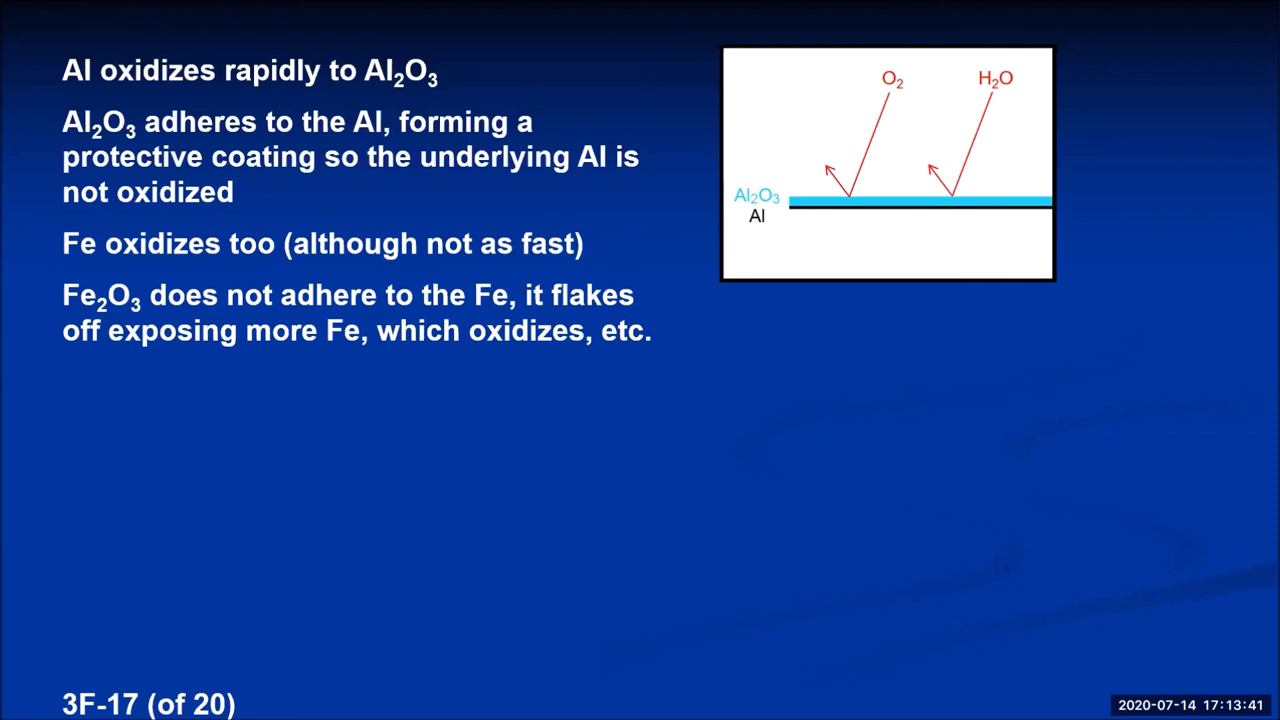 Al oxidizes rapidly to Al₂O₃
Al₂O₃ adheres to the Al, forming a
protective coating so the underlying Al is
not oxidized
Fe oxidizes too (although not as fast)
Fe₂O₃ does not adhere to the Fe, it flakes
off exposing more Fe, which oxidizes, etc.
O₂
H₂O
Al₂O₃
Al
3F-17 (of 20)
2020-07-14 17:13:41